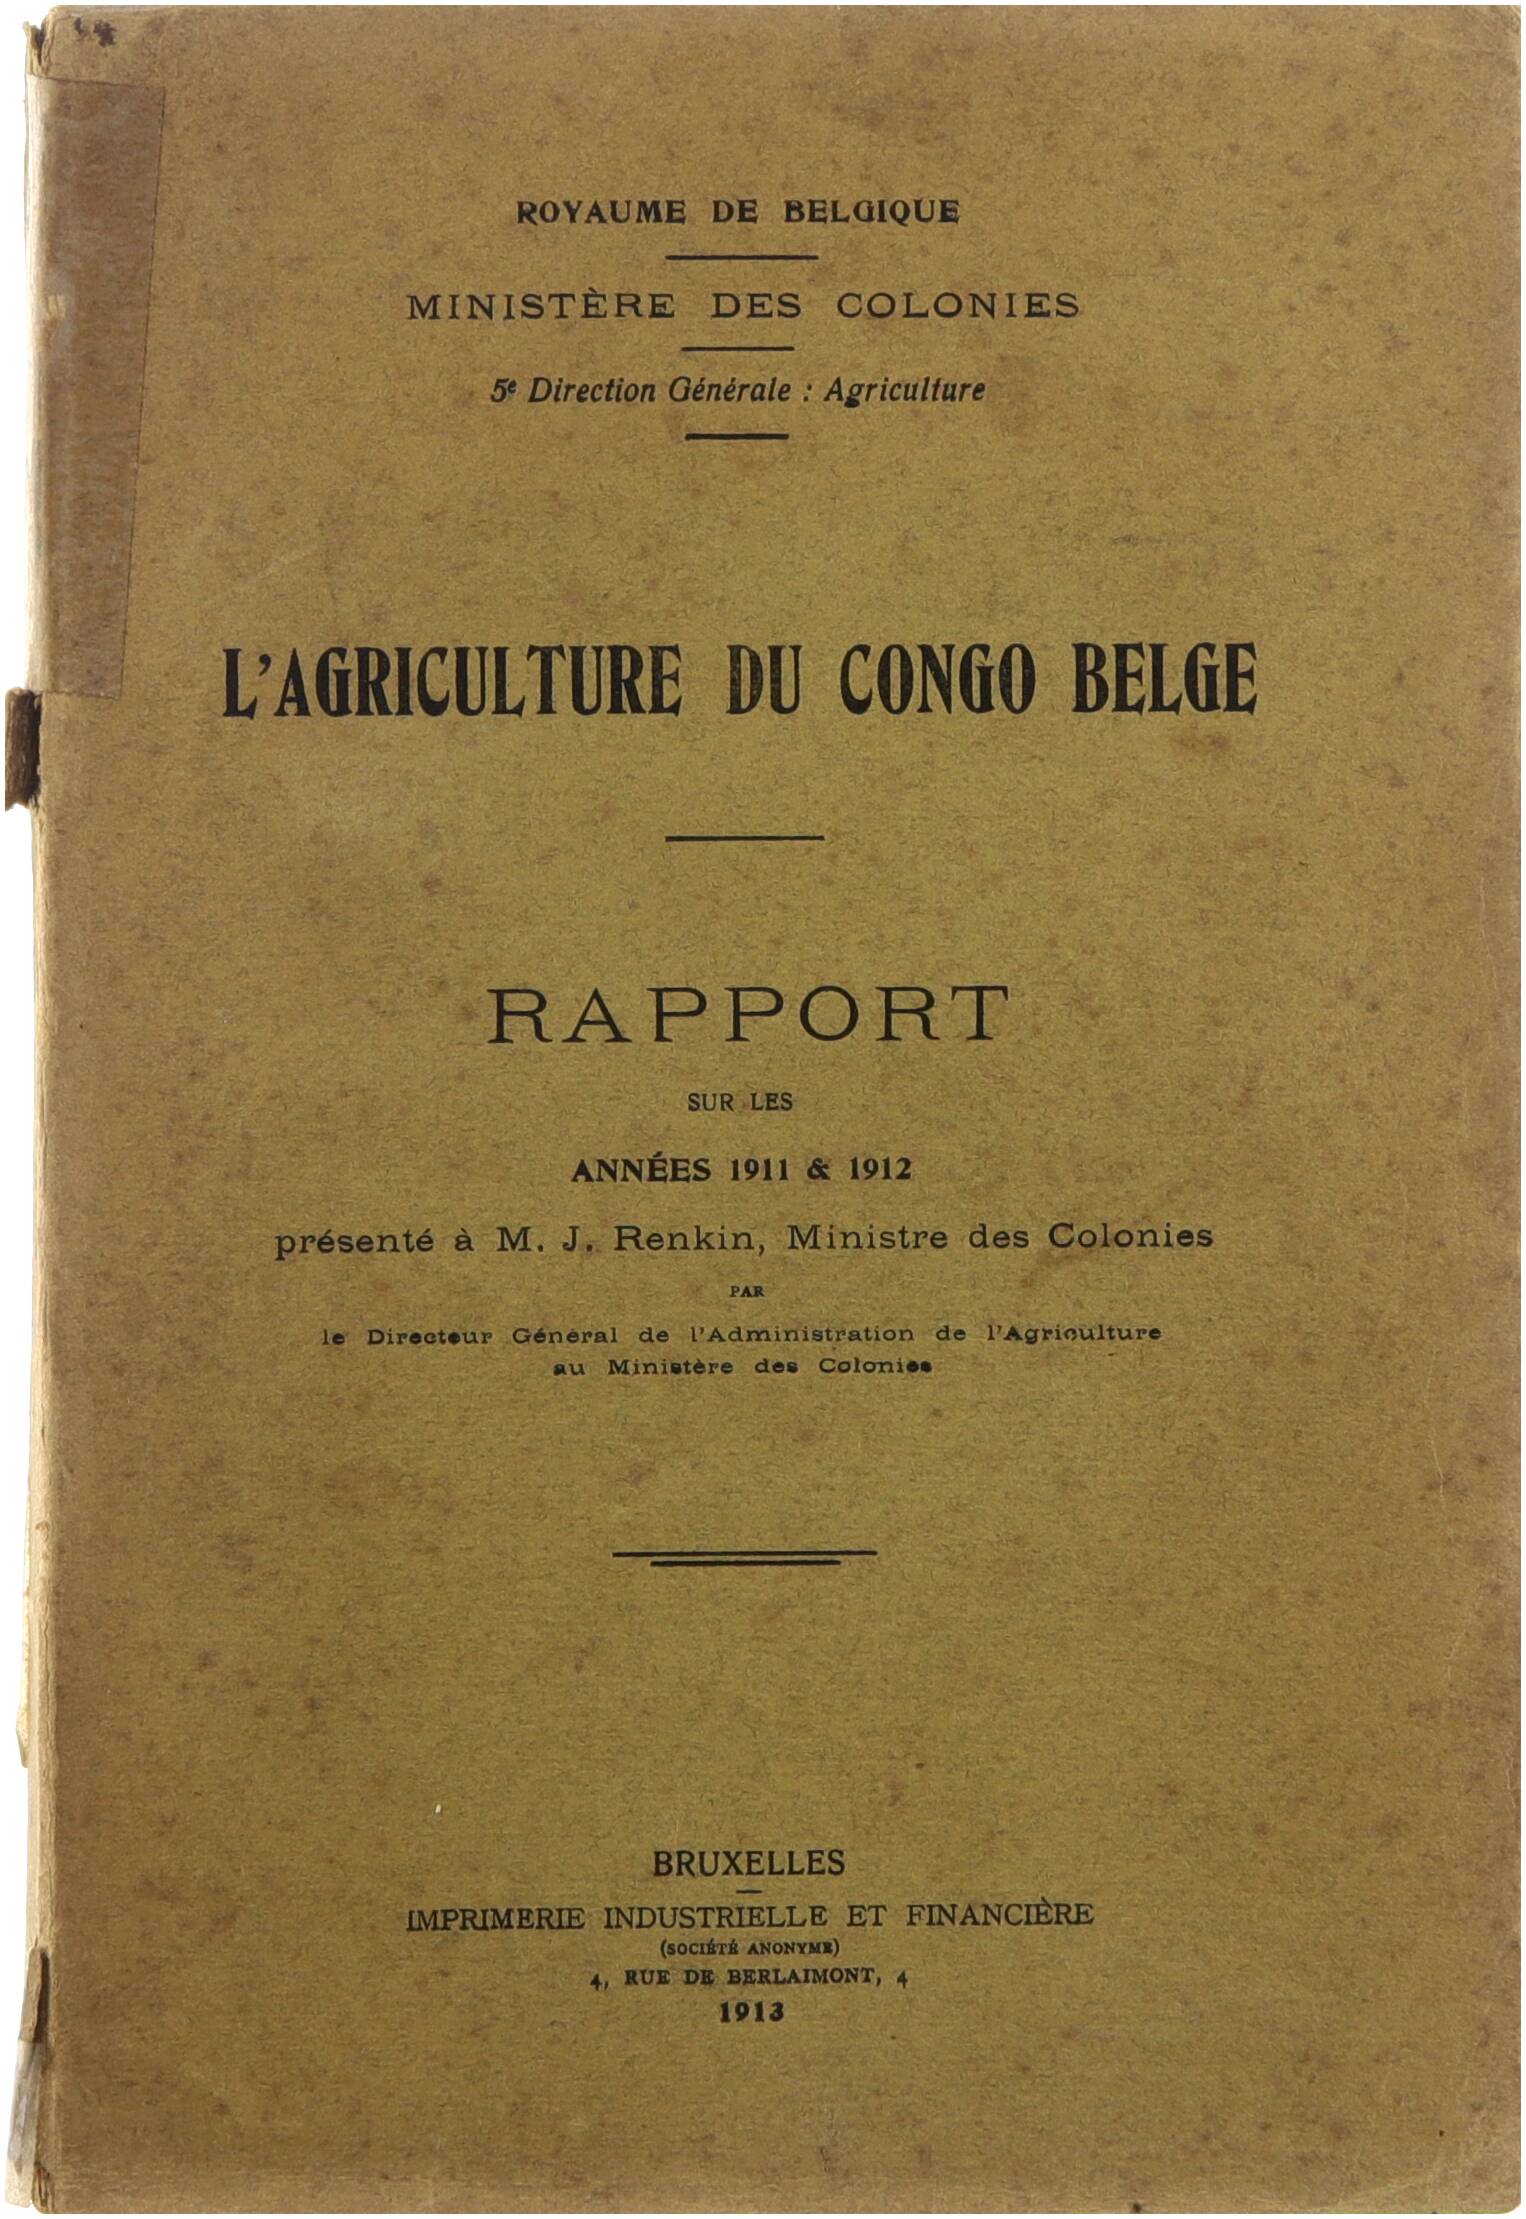 ROYAUME DE BELGIQUE
MINISTÈRE DES COLONIES
5e Direction Générale : Agriculture
L'AGRICULTURE DU CONGO BELGE
RAPPORT
SUR LES
ANNÉES 1911 & 1912
présenté à M. J. Renkin, Ministre des Colonies
PAR
le Directeur Général de l'Administration de l'Agriculture
au Ministère des Colonies
BRUXELLES
IMPRIMERIE INDUSTRIELLE ET FINANCIÈRE
(SOCIÉTÉ ANONYME)
4, RUE DE BERLAIMONT, 4
1913